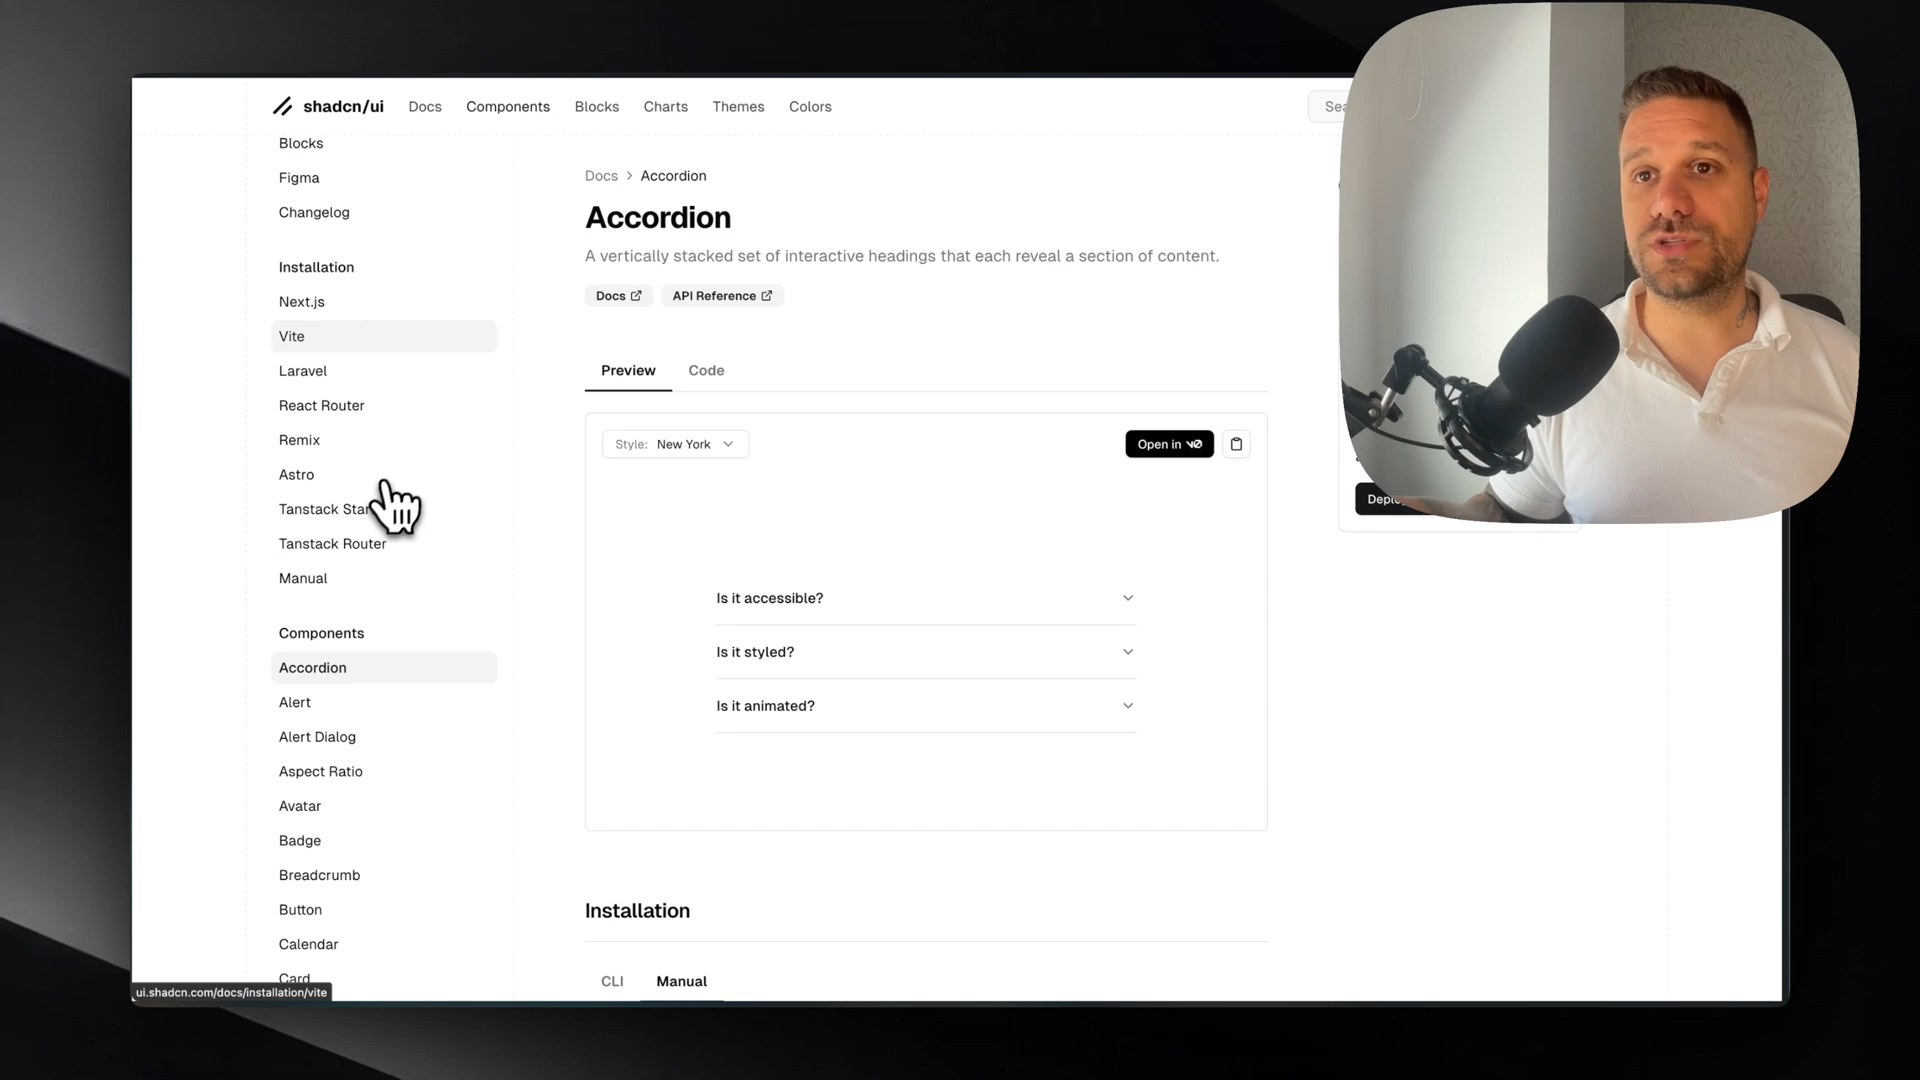 shadcn/ui Docs Components Blocks Charts Themes Colors
Blocks
Figma
Changelog
Installation
Next.js
Vite
Laravel
React Router
Remix
Astro
Tanstack
Tanstack Router
Manual
Components
Accordion
Alert
Alert Dialog
Aspect Ratio
Avatar
Badge
Breadcrumb
Button
Calendar
Card
ui.shadcn.com/docs/installation/vite
Docs > Accordion
Accordion
A vertically stacked set of interactive headings that each reveal a section of content.
Docs API Reference
Preview Code
Style: New York
Open in v0
Is it accessible?
Is it styled?
Is it animated?
Installation
CLI Manual